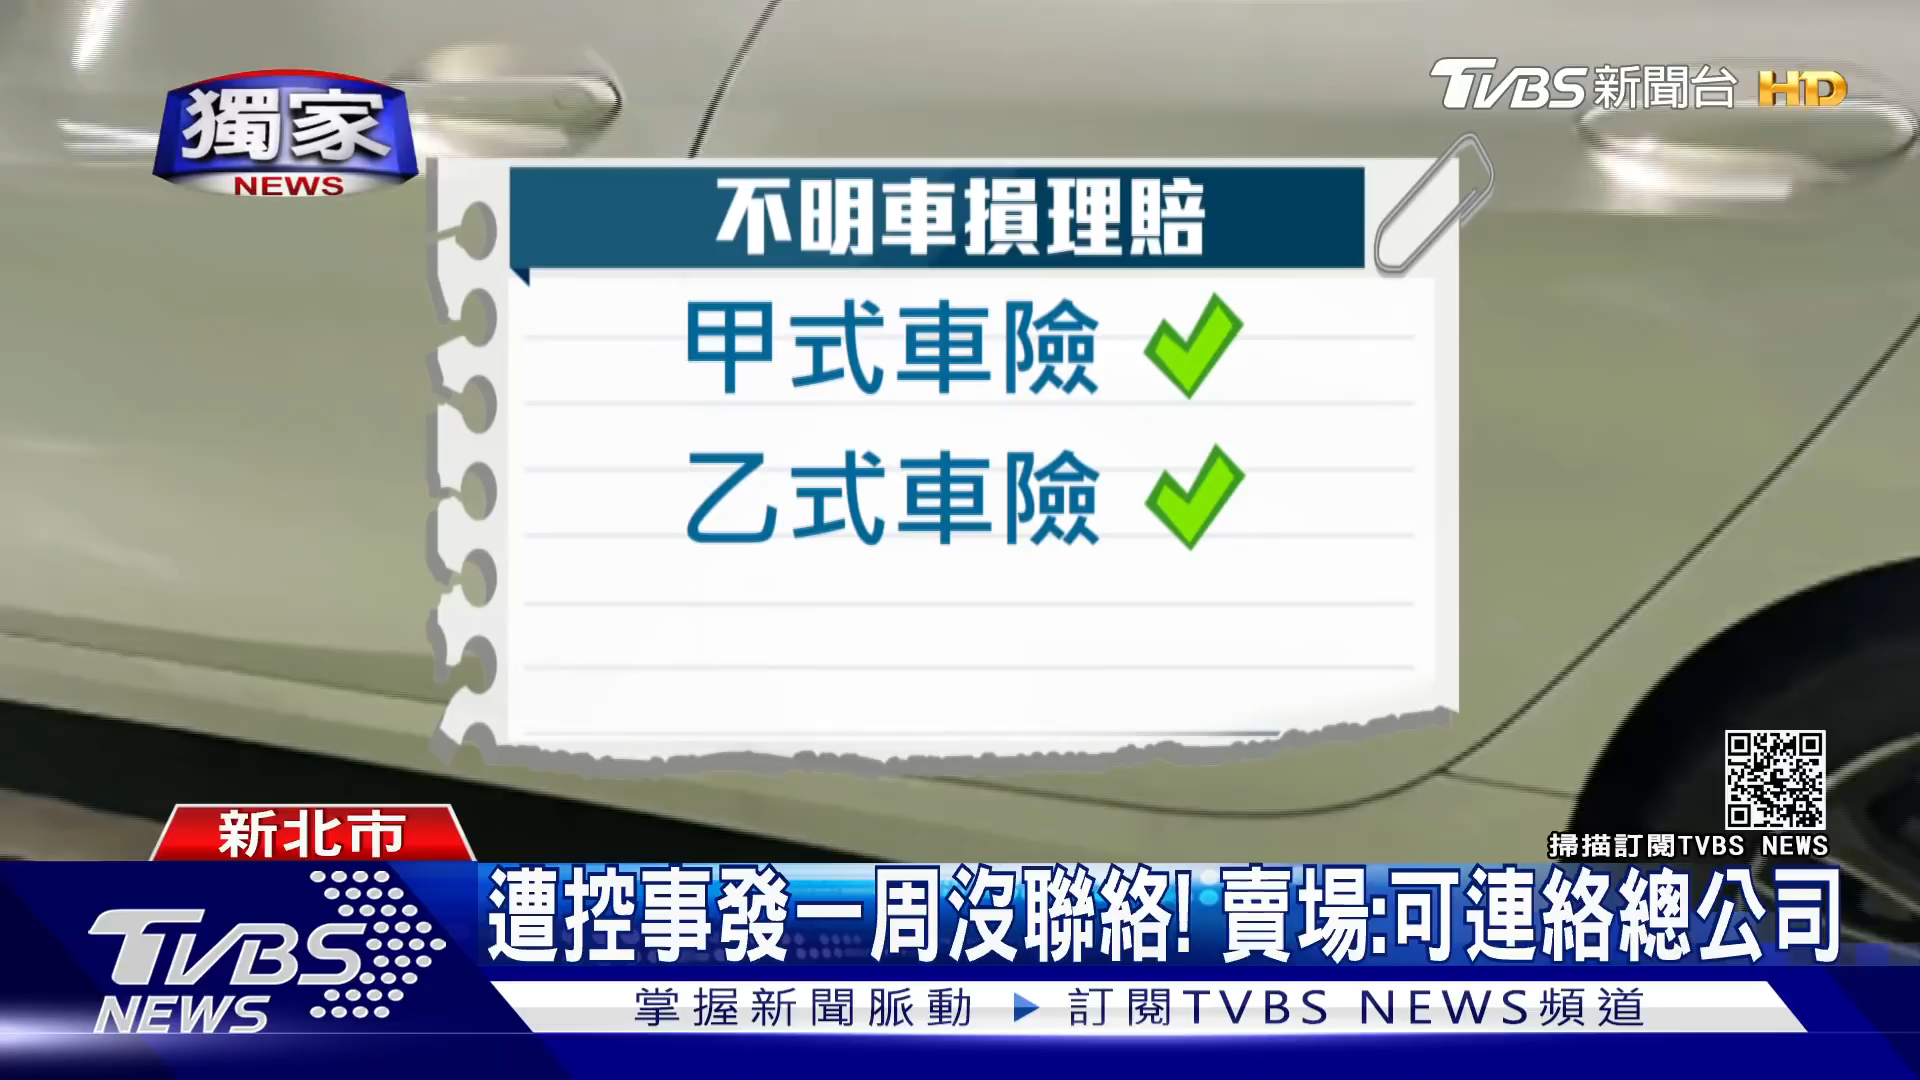 獨家
NEWS
TVBS新聞台 HD
不明車損理賠
甲式車險
乙式車險
掃描訂閱TVBS NEWS
新北市
遭控事發一周沒聯絡! 賣場:可連絡總公司
TVBS
NEWS
掌握新聞脈動 ▶ 訂閱TVBS NEWS頻道